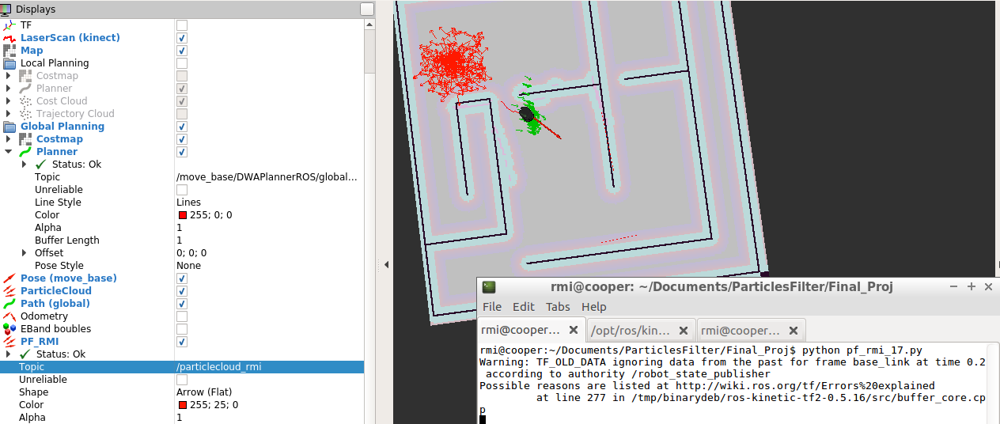 Displays
TF
LaserScan (kinect)
Map
Local Planning
Costmap
Planner
Cost Cloud
Trajectory Cloud
Global Planning
Costmap
Planner
Status: Ok
Topic /move_base/DWAPlannerROS/global...
Unreliable
Line Style Lines
Color 255; 0; 0
Alpha 1
Buffer Length 1
Offset 0; 0; 0
Pose Style None
Pose (move_base)
ParticleCloud
Path (global)
Odometry
EBand boubles
PF_RMI
Status: Ok
Topic /particlecloud_rmi
Unreliable
Shape Arrow (Flat)
Color 255; 25; 0
Alpha 1
rmi@cooper: ~/Documents/ParticlesFilter/Final_Proj
File Edit Tabs Help
rmi@cooper... /opt/ros/kin... rmi@cooper...
rmi@cooper:~/Documents/ParticlesFilter/Final_Proj$ python pf_rmi_17.py
Warning: TF_OLD_DATA ignoring data from the past for frame base_link at time 0.2
according to authority /robot_state_publisher
Possible reasons are listed at http://wiki.ros.org/tf/Errors%20explained
at line 277 in /tmp/binarydeb/ros-kinetic-tf2-0.5.16/src/buffer_core.cp
p